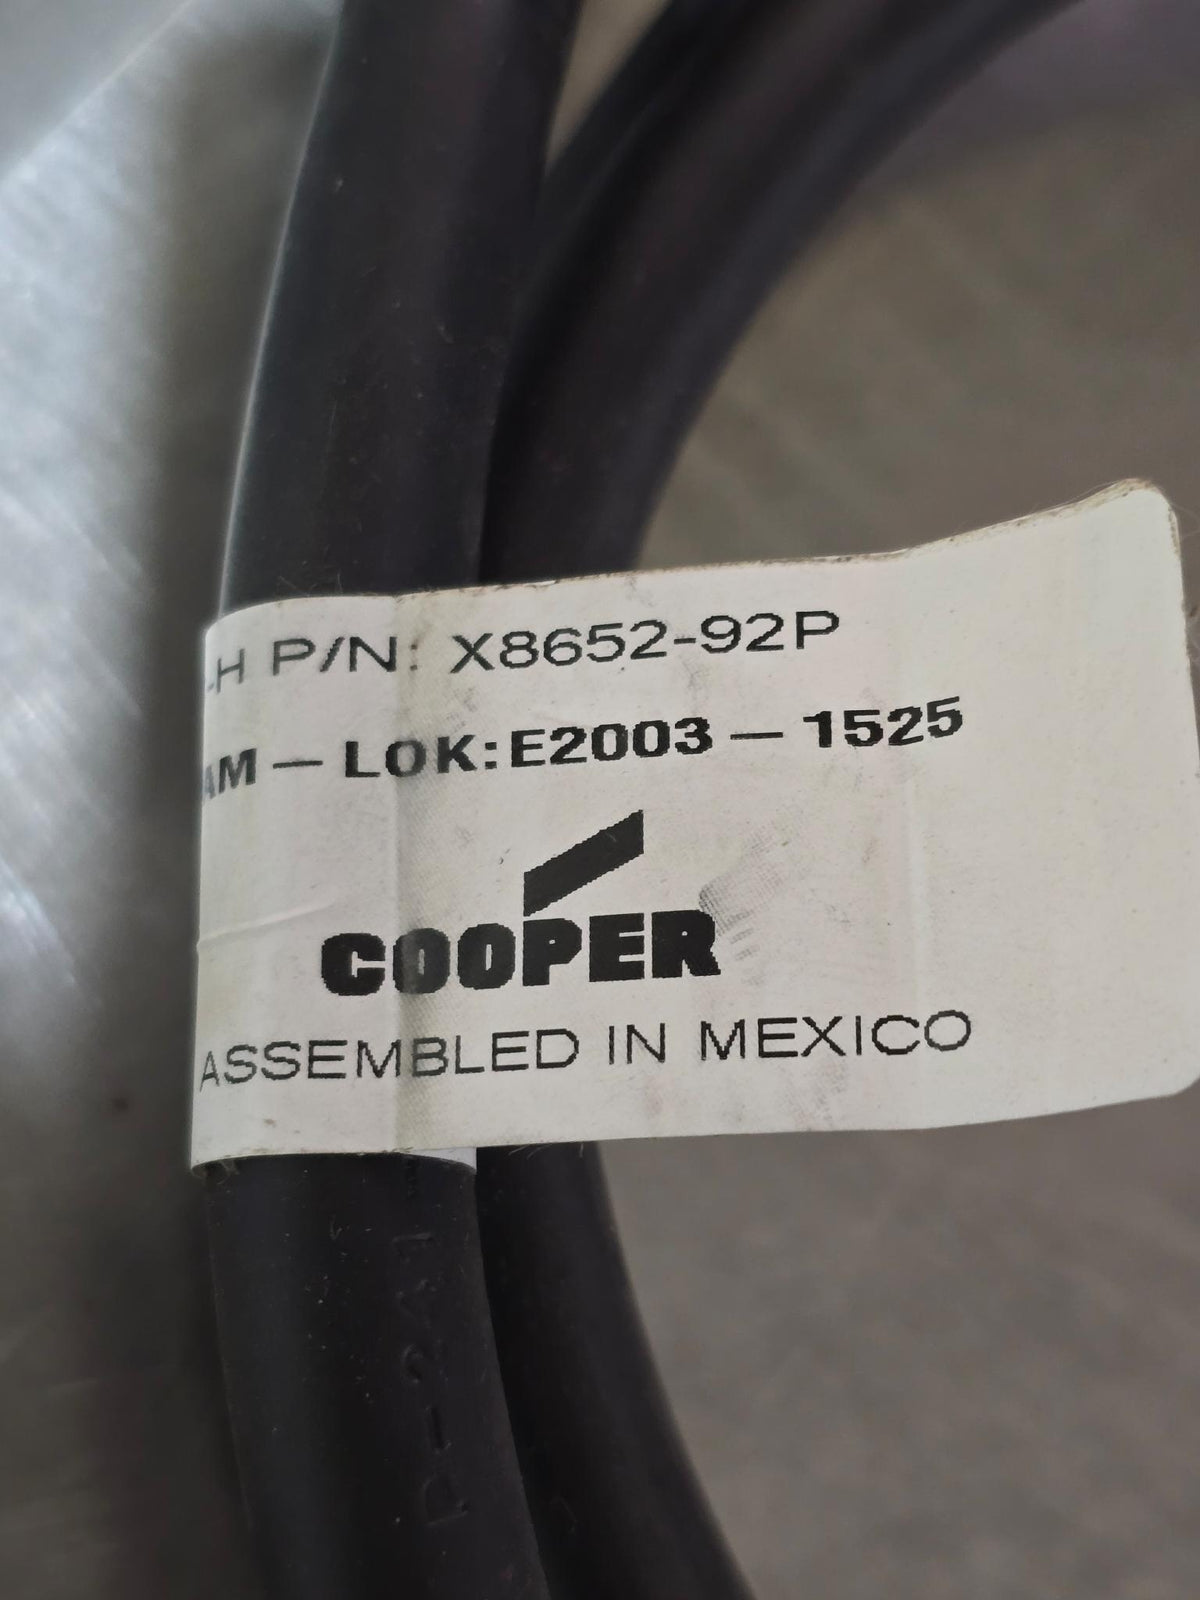 -H P/N: X8652-92P
AM-LOK:E2003-1525
COOPER
ASSEMBLED IN MEXICO